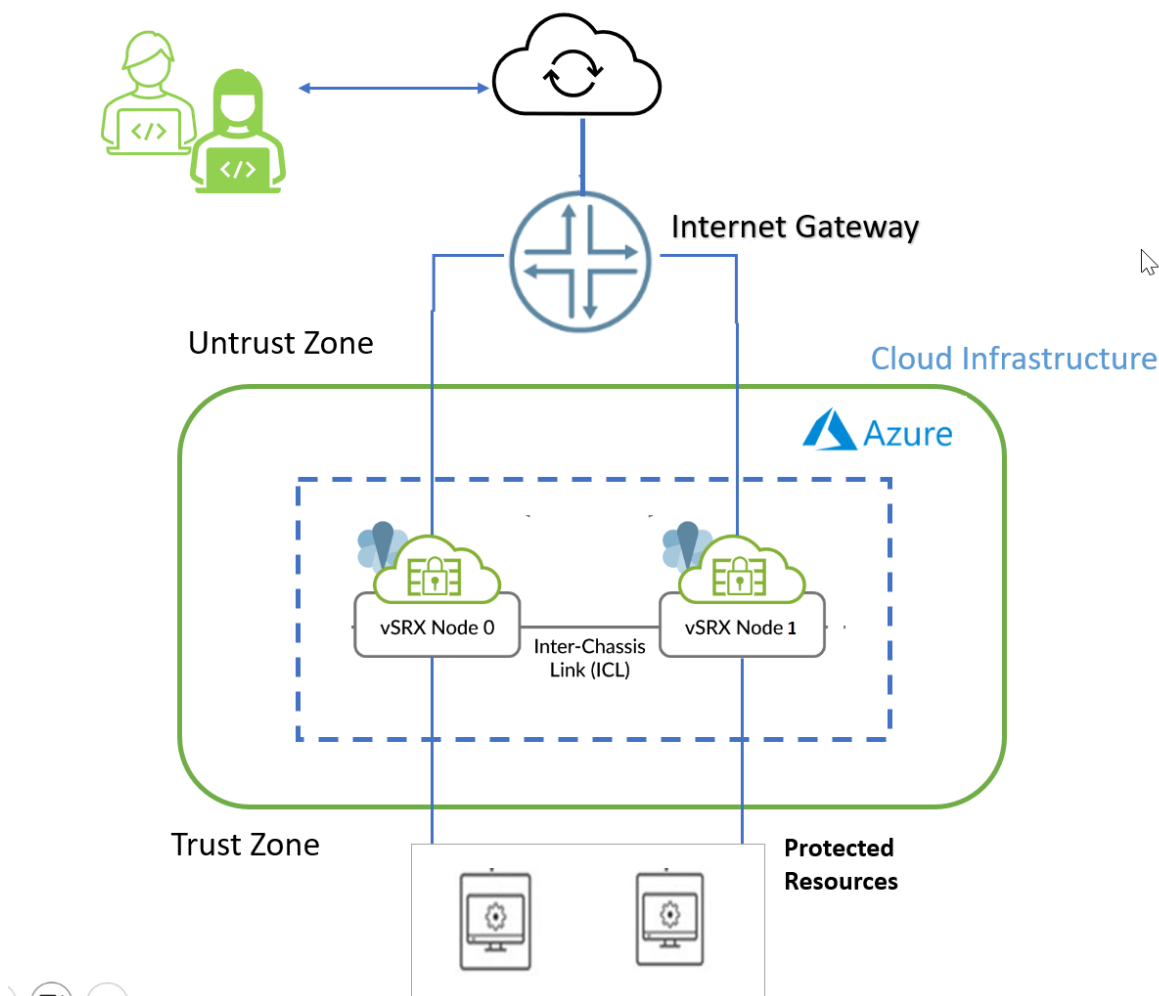 </>
</>
Internet Gateway
Untrust Zone
Cloud Infrastructure
Azure
vSRX Node 0
vSRX Node 1
Inter-Chassis
Link (ICL)
Trust Zone
Protected
Resources